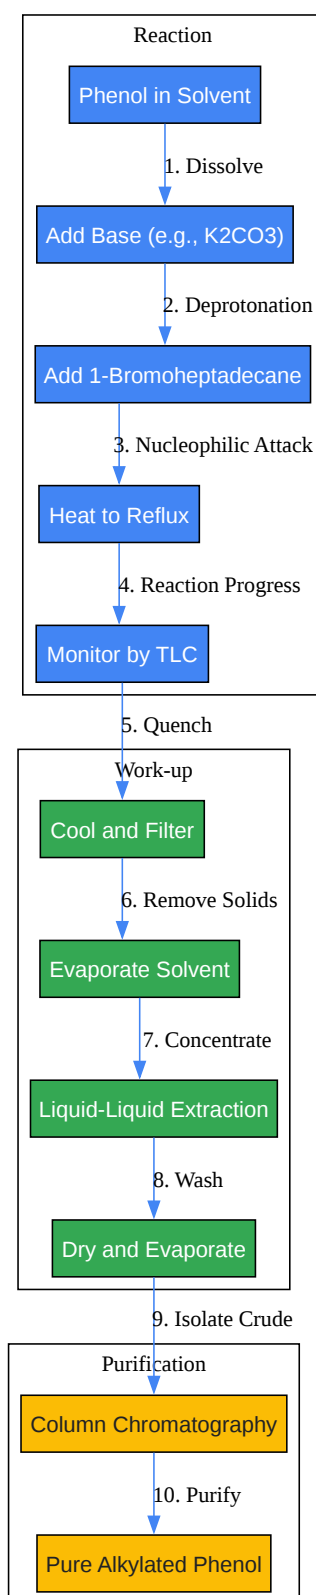 Reaction
Phenol in Solvent
1. Dissolve
Add Base (e.g., K2CO3)
2. Deprotonation
Add 1-Bromoheptadecane
3. Nucleophilic Attack
Heat to Reflux
4. Reaction Progress
Monitor by TLC
5. Quench
Work-up
Cool and Filter
6. Remove Solids
Evaporate Solvent
7. Concentrate
Liquid-Liquid Extraction
8. Wash
Dry and Evaporate
9. Isolate Crude
Purification
Column Chromatography
10. Purify
Pure Alkylated Phenol